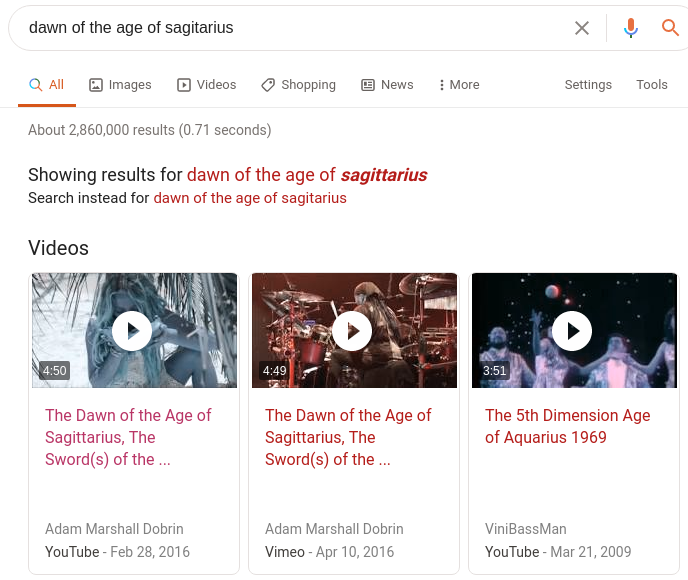 dawn of the age of sagitarius
All Images Videos Shopping News More Settings Tools
About 2,860,000 results (0.71 seconds)
Showing results for dawn of the age of sagittarius
Search instead for dawn of the age of sagitarius
Videos
4:50
The Dawn of the Age of
Sagittarius, The
Sword(s) of the ...
Adam Marshall Dobrin
YouTube - Feb 28, 2016
4:49
The Dawn of the Age of
Sagittarius, The
Sword(s) of the ...
Adam Marshall Dobrin
Vimeo - Apr 10, 2016
3:51
The 5th Dimension Age
of Aquarius 1969
ViniBassMan
YouTube - Mar 21, 2009